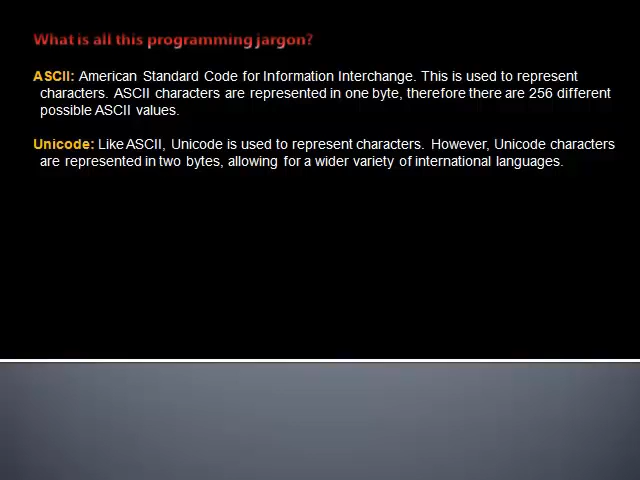 What is all this programming jargon?
ASCII: American Standard Code for Information Interchange. This is used to represent
characters. ASCII characters are represented in one byte, therefore there are 256 different
possible ASCII values.
Unicode: Like ASCII, Unicode is used to represent characters. However, Unicode characters
are represented in two bytes, allowing for a wider variety of international languages.